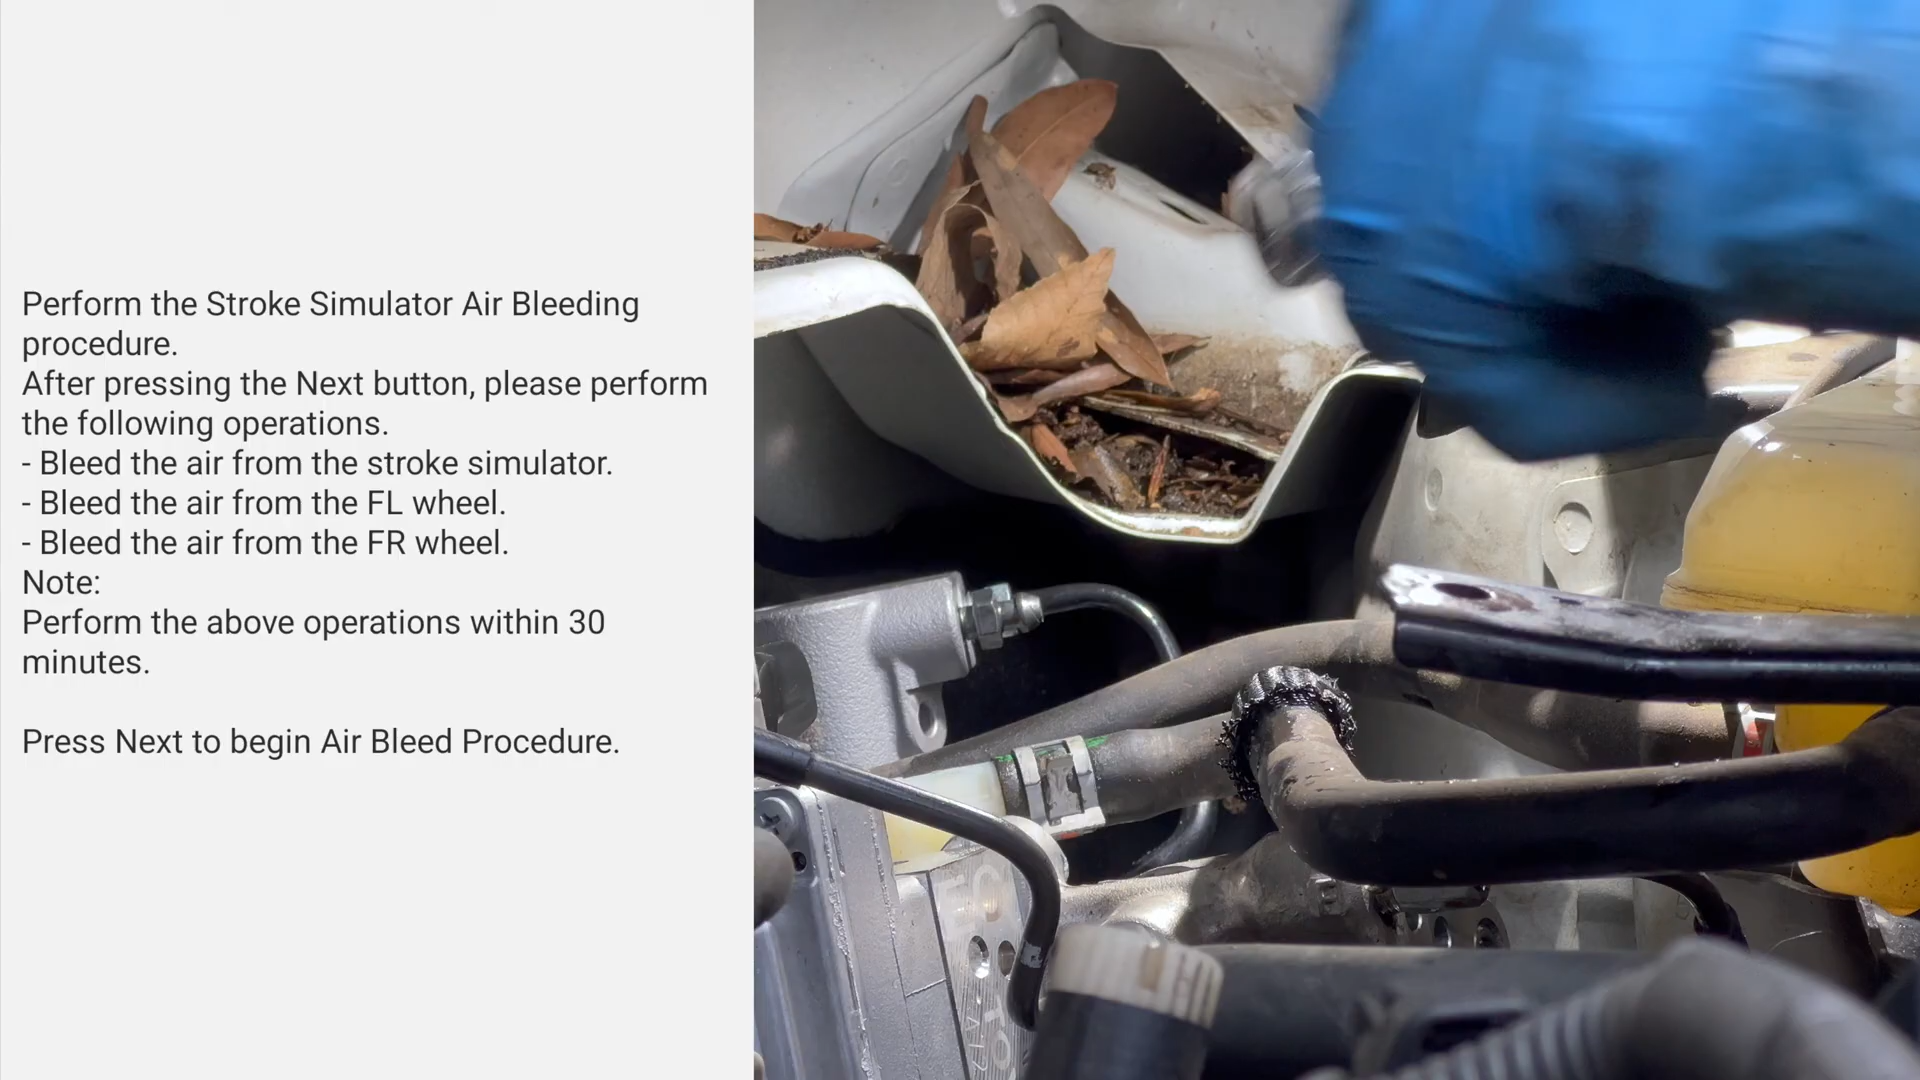 Perform the Stroke Simulator Air Bleeding
procedure.
After pressing the Next button, please perform
the following operations.
- Bleed the air from the stroke simulator.
- Bleed the air from the FL wheel.
- Bleed the air from the FR wheel.
Note:
Perform the above operations within 30
minutes.
Press Next to begin Air Bleed Procedure.